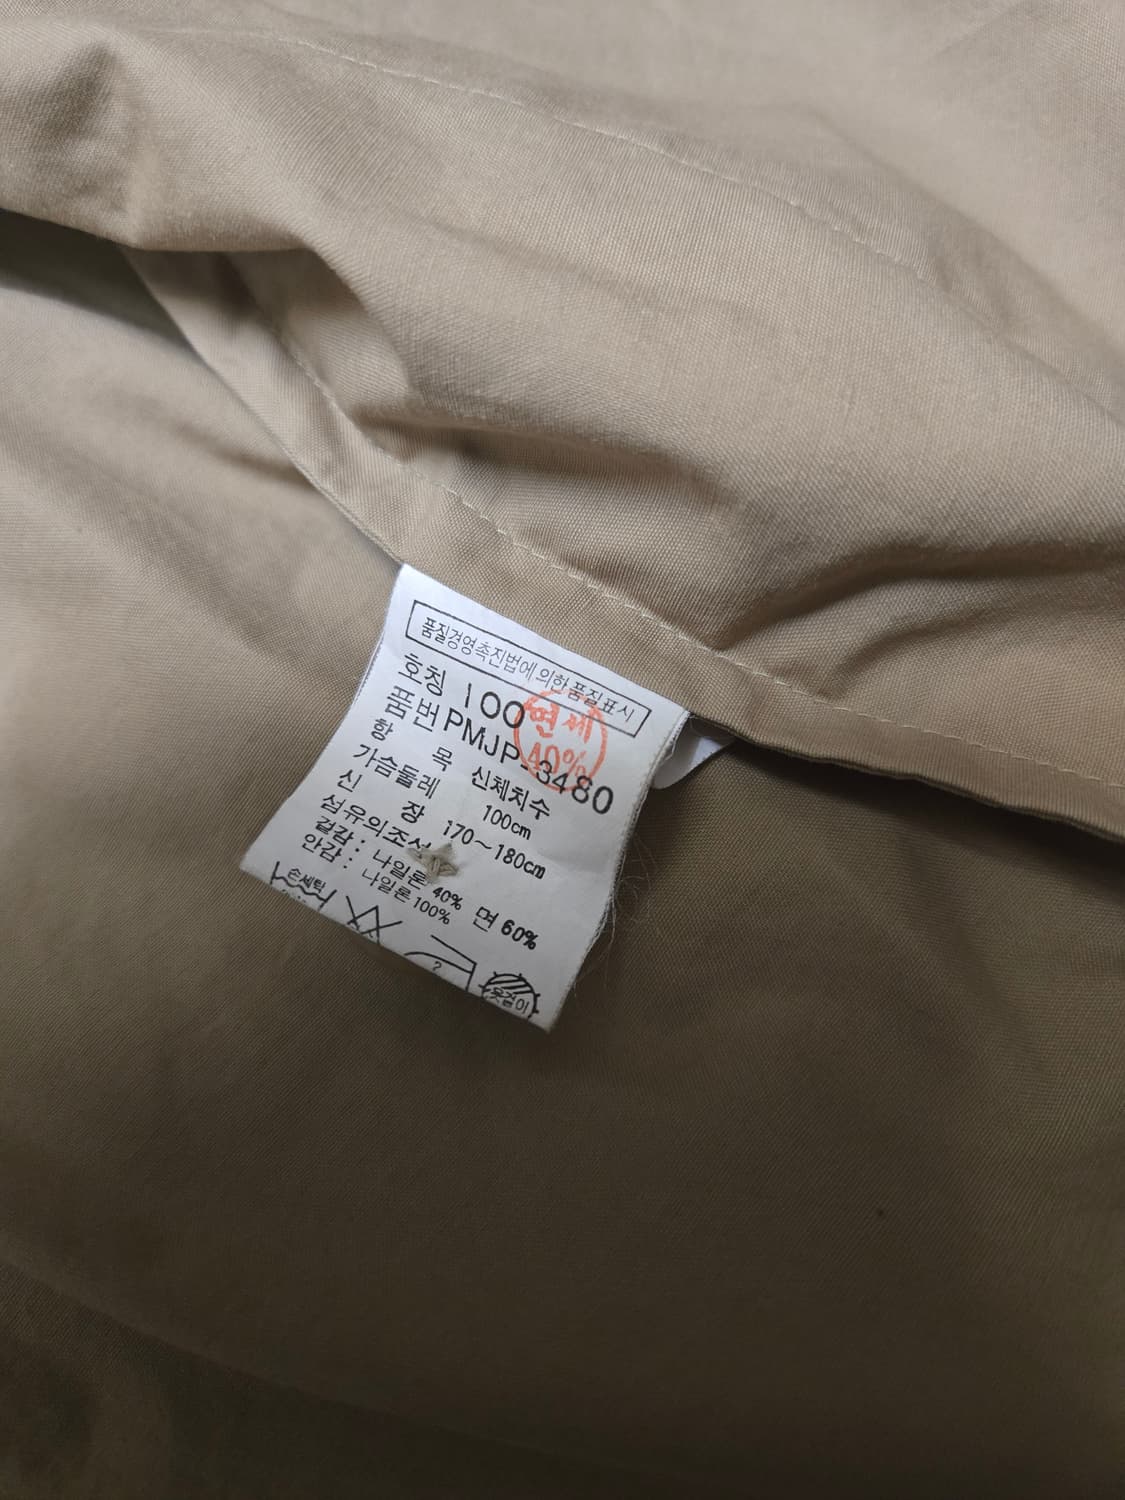 품질경영촉진법에 의한 품질표시
호칭 100
품번 PMJP-3480
현세
40%
항 목 신체치수
가슴둘레 100cm
신 장 170~180cm
섬유의조성
겉감: 나일론 40% 면 60%
안감: 나일론 100%
손세탁
?
옷걸이